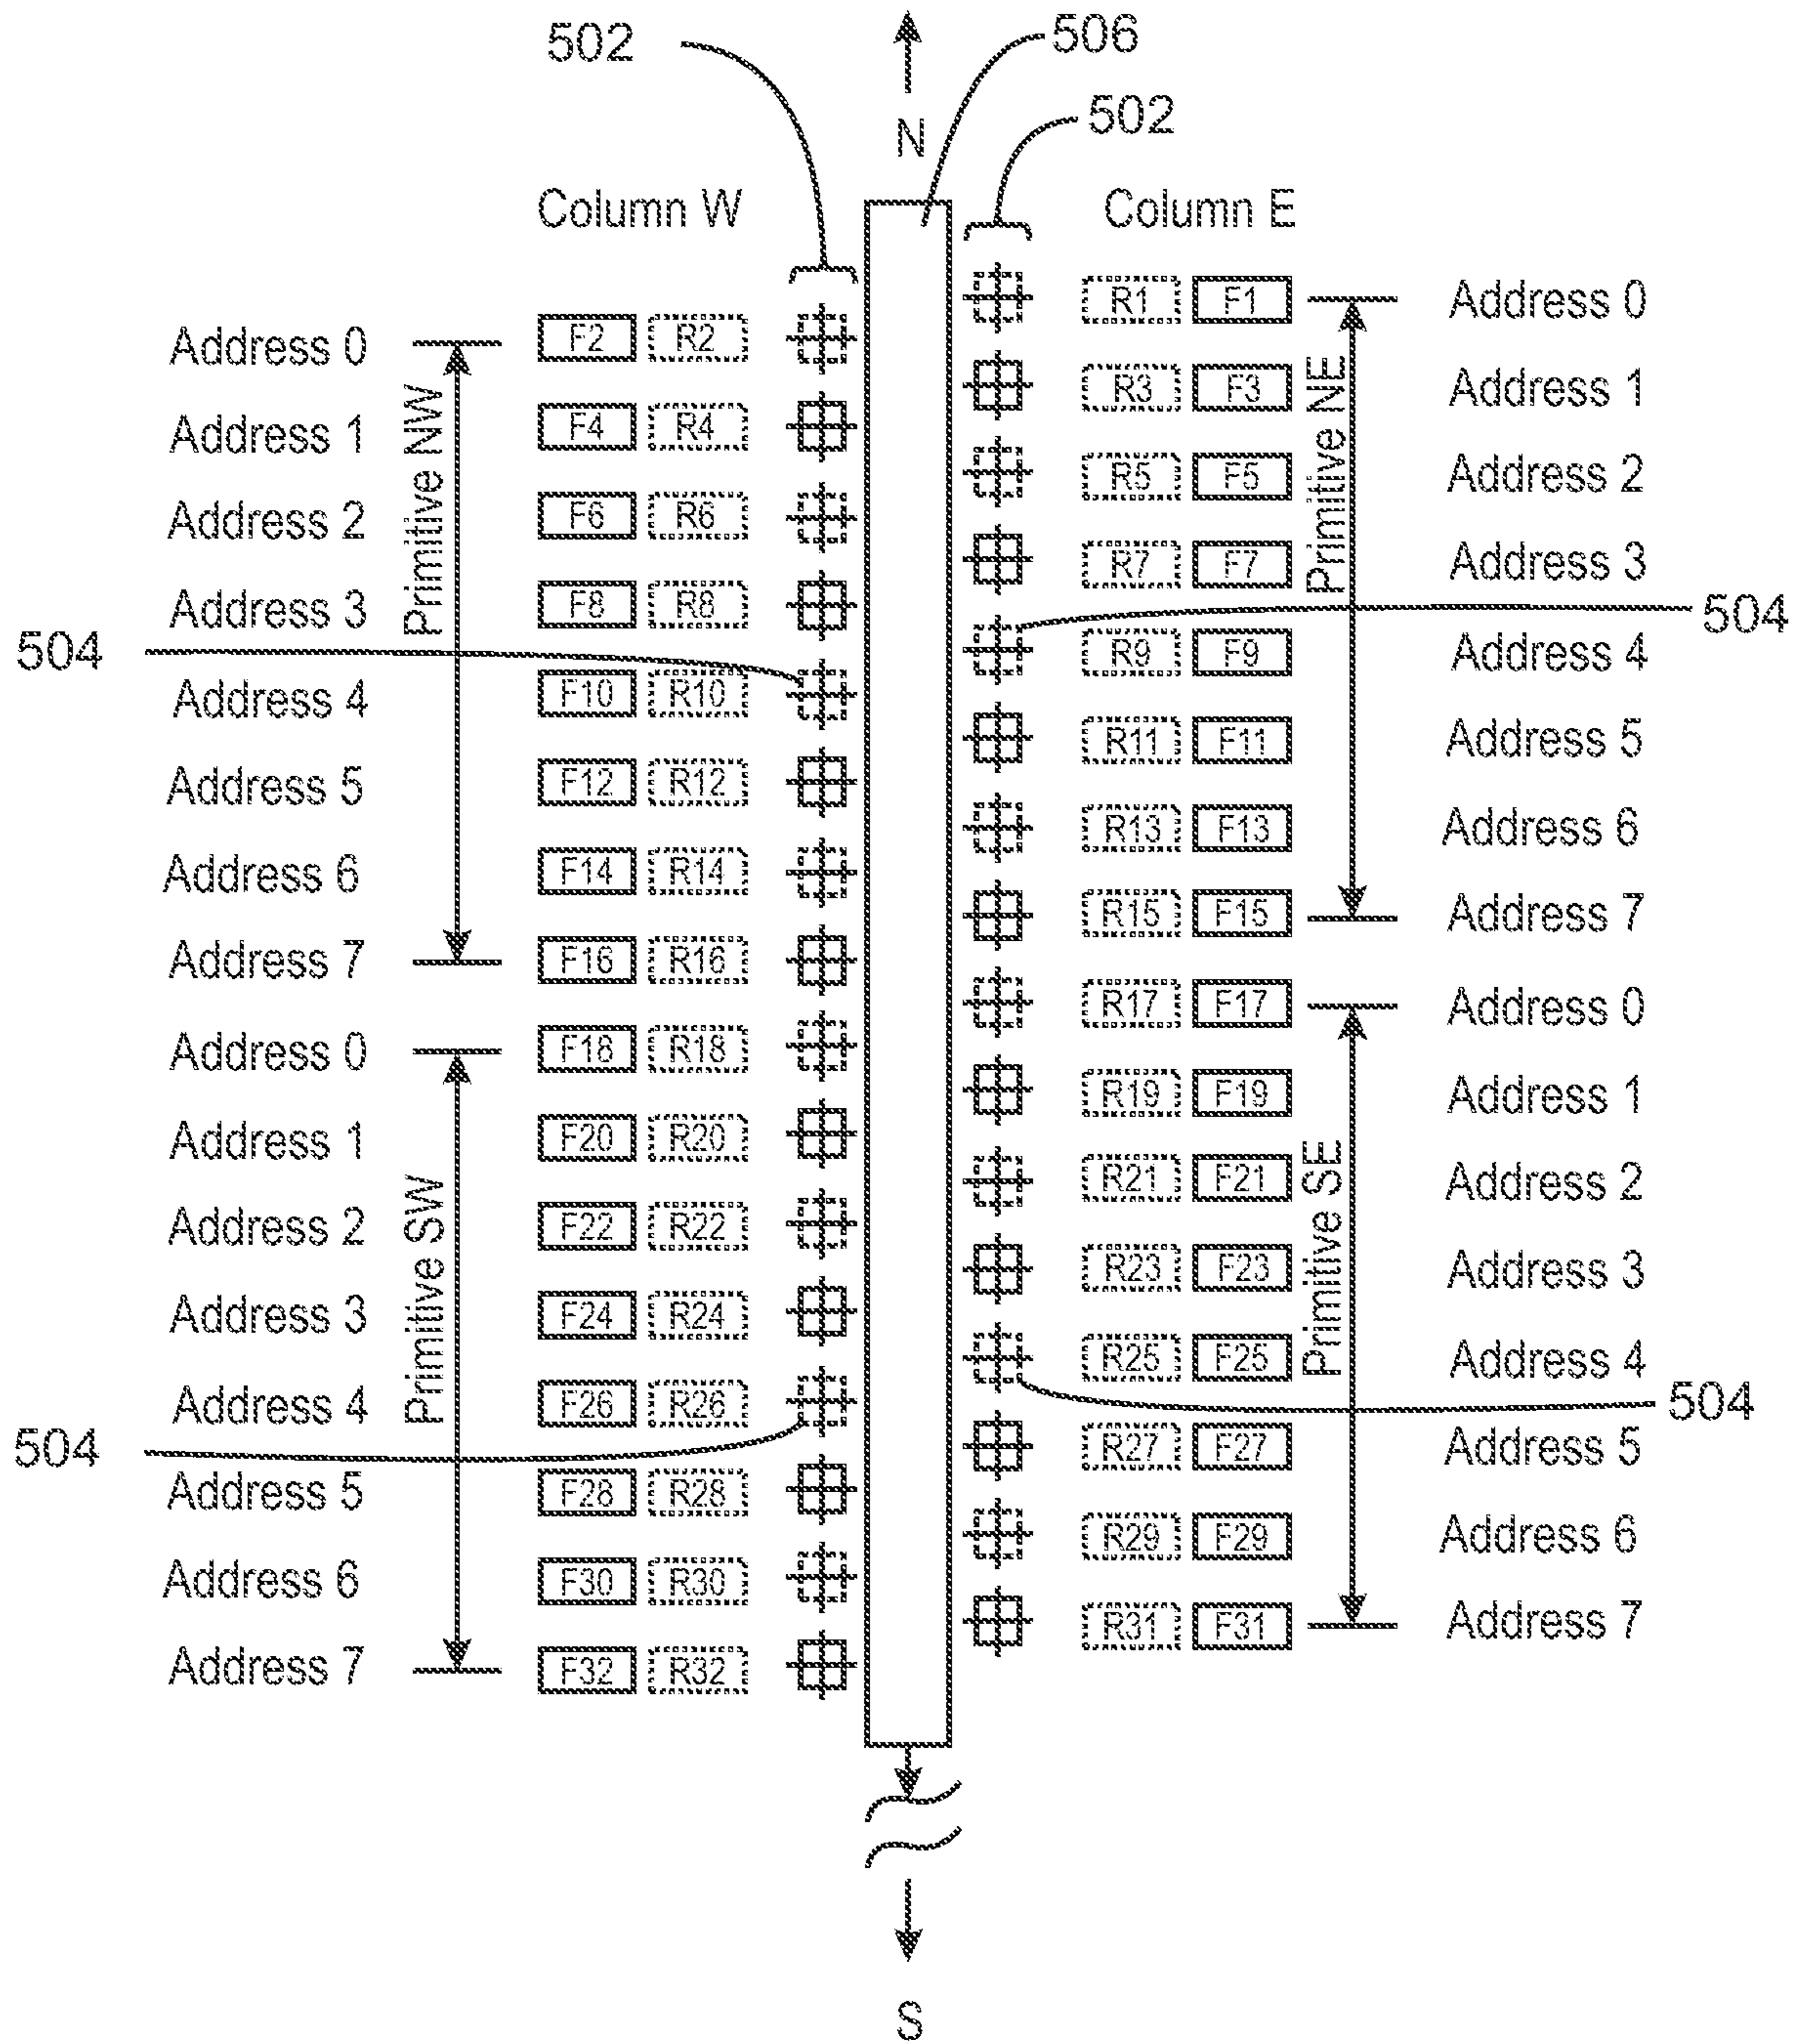 502
506
N
502
Column W
Column E
R1 F1 Address 0
Address 0 F2 R2
R3 F3 Address 1
Address 1 F4 R4
R5 F5 Address 2
Address 2 F6 R6
R7 F7 Address 3
Address 3 F8 R8
Primitive NW
Primitive NE
504
504
R9 F9 Address 4
Address 4 F10 R10
R11 F11 Address 5
Address 5 F12 R12
R13 F13 Address 6
Address 6 F14 R14
R15 F15 Address 7
Address 7 F16 R16
R17 F17 Address 0
Address 0 F18 R18
R19 F19 Address 1
Address 1 F20 R20
R21 F21 Address 2
Address 2 F22 R22
R23 F23 Address 3
Address 3 F24 R24
Primitive SW
Primitive SE
R25 F25 Address 4
Address 4 F26 R26
504
504
R27 F27 Address 5
Address 5 F28 R28
R29 F29 Address 6
Address 6 F30 R30
R31 F31 Address 7
Address 7 F32 R32
S